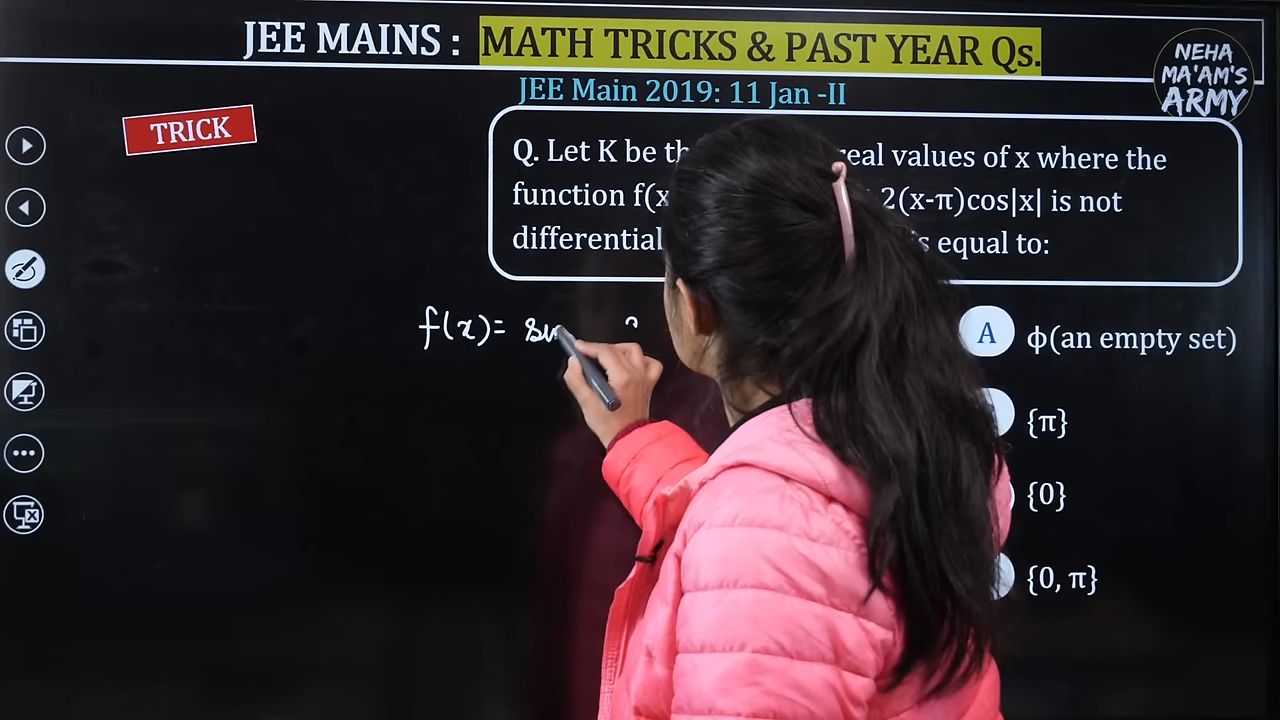 JEE MAINS : MATH TRICKS & PAST YEAR Qs.
NEHA
MA'AM'S
ARMY
JEE Main 2019: 11 Jan -II
TRICK
Q. Let K be th real values of x where the
function f(x 2(x-π)cos|x| is not
differential s equal to:
f(x)=
A ϕ(an empty set)
{π}
{0}
{0, π}